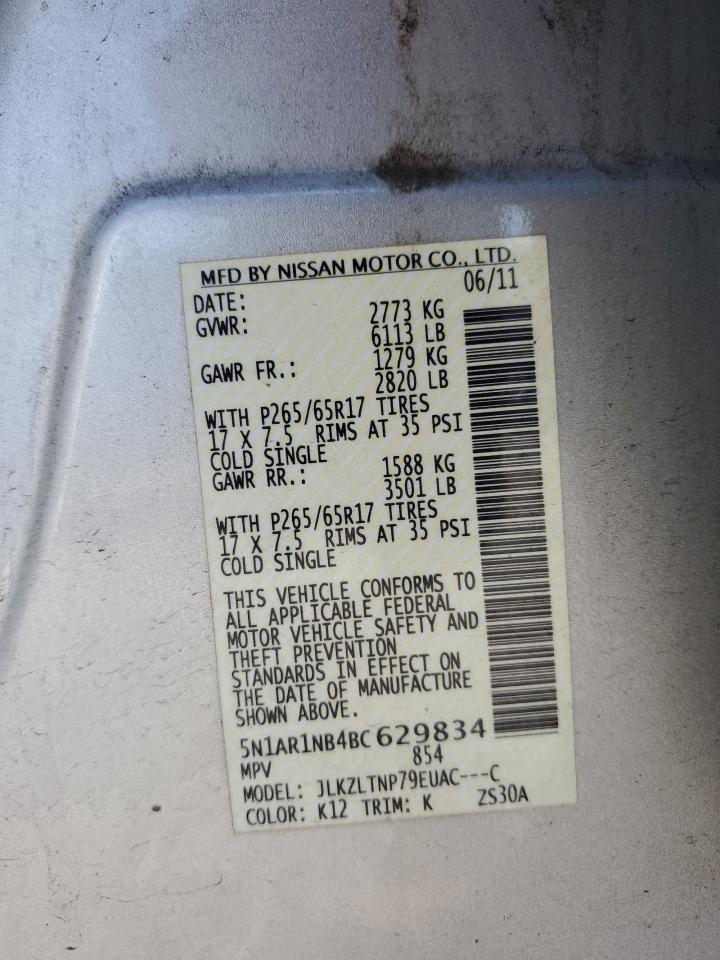 MFD BY NISSAN MOTOR CO., LTD.
DATE: 06/11
GVWR: 2773 KG
6113 LB
GAWR FR.: 1279 KG
2820 LB
WITH P265/65R17 TIRES
17 X 7.5 RIMS AT 35 PSI
COLD SINGLE
GAWR RR.: 1588 KG
3501 LB
WITH P265/65R17 TIRES
17 X 7.5 RIMS AT 35 PSI
COLD SINGLE
THIS VEHICLE CONFORMS TO
ALL APPLICABLE FEDERAL
MOTOR VEHICLE SAFETY AND
THEFT PREVENTION
STANDARDS IN EFFECT ON
THE DATE OF MANUFACTURE
SHOWN ABOVE.
5N1AR1NB4BC629834
MPV 854
MODEL: JLKZLTNP79EUAC---C
COLOR: K12 TRIM: K ZS30A